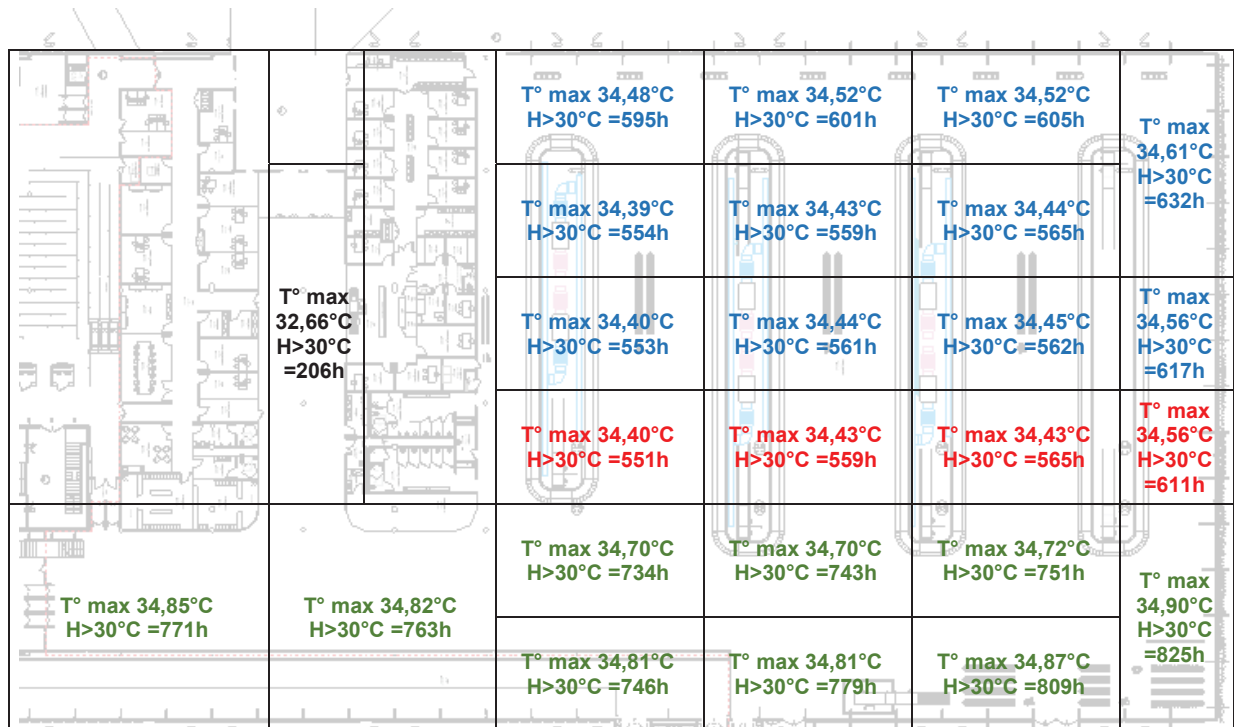 T° max 34,48°C
H>30°C =595h
T° max 34,52°C
H>30°C =601h
T° max 34,52°C
H>30°C =605h
T° max
34,61°C
H>30°C
=632h
T° max 34,39°C
H>30°C =554h
T° max 34,43°C
H>30°C =559h
T° max 34,44°C
H>30°C =565h
T° max
32,66°C
H>30°C
=206h
T° max 34,40°C
H>30°C =553h
T° max 34,44°C
H>30°C =561h
T° max 34,45°C
H>30°C =562h
T° max
34,56°C
H>30°C
=617h
T° max 34,40°C
H>30°C =551h
T° max 34,43°C
H>30°C =559h
T° max 34,43°C
H>30°C =565h
T° max
34,56°C
H>30°C
=611h
T° max 34,85°C
H>30°C =771h
T° max 34,82°C
H>30°C =763h
T° max 34,70°C
H>30°C =734h
T° max 34,70°C
H>30°C =743h
T° max 34,72°C
H>30°C =751h
T° max
34,90°C
H>30°C
=825h
T° max 34,81°C
H>30°C =746h
T° max 34,81°C
H>30°C =779h
T° max 34,87°C
H>30°C =809h